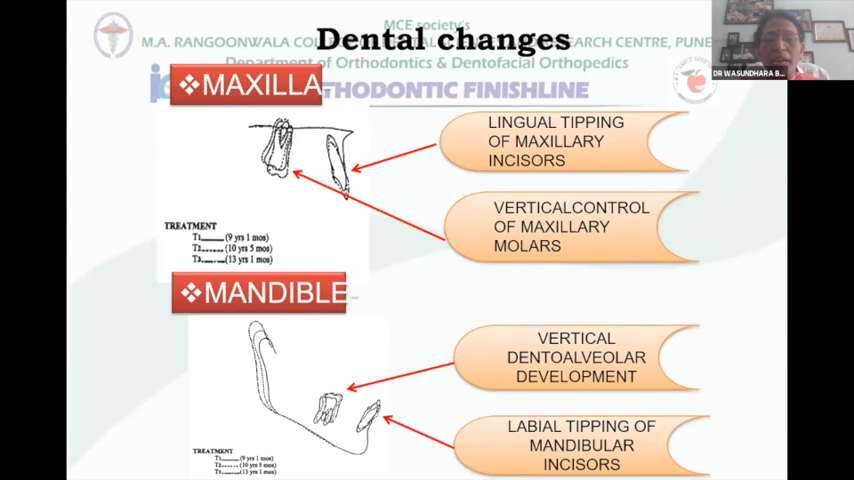 MCE society's
Dental changes
M.A. RANGOONWALA COL RESEARCH CENTRE, PUNE
Department of Orthodontics & Dentofacial Orthopedics
THODONTIC FINISHLINE
DR WASUNDHARA B...
❖MAXILLA
LINGUAL TIPPING
OF MAXILLARY
INCISORS
VERTICALCONTROL
OF MAXILLARY
MOLARS
TREATMENT
T1 (9 yrs 1 mos)
T2 (10 yrs 5 mos)
T3 (13 yrs 1 mos)
❖MANDIBLE
VERTICAL
DENTOALVEOLAR
DEVELOPMENT
LABIAL TIPPING OF
MANDIBULAR
INCISORS
TREATMENT
T1 (9 yrs 1 mos)
T2 (10 yrs 5 mos)
T3 (13 yrs 1 mos)